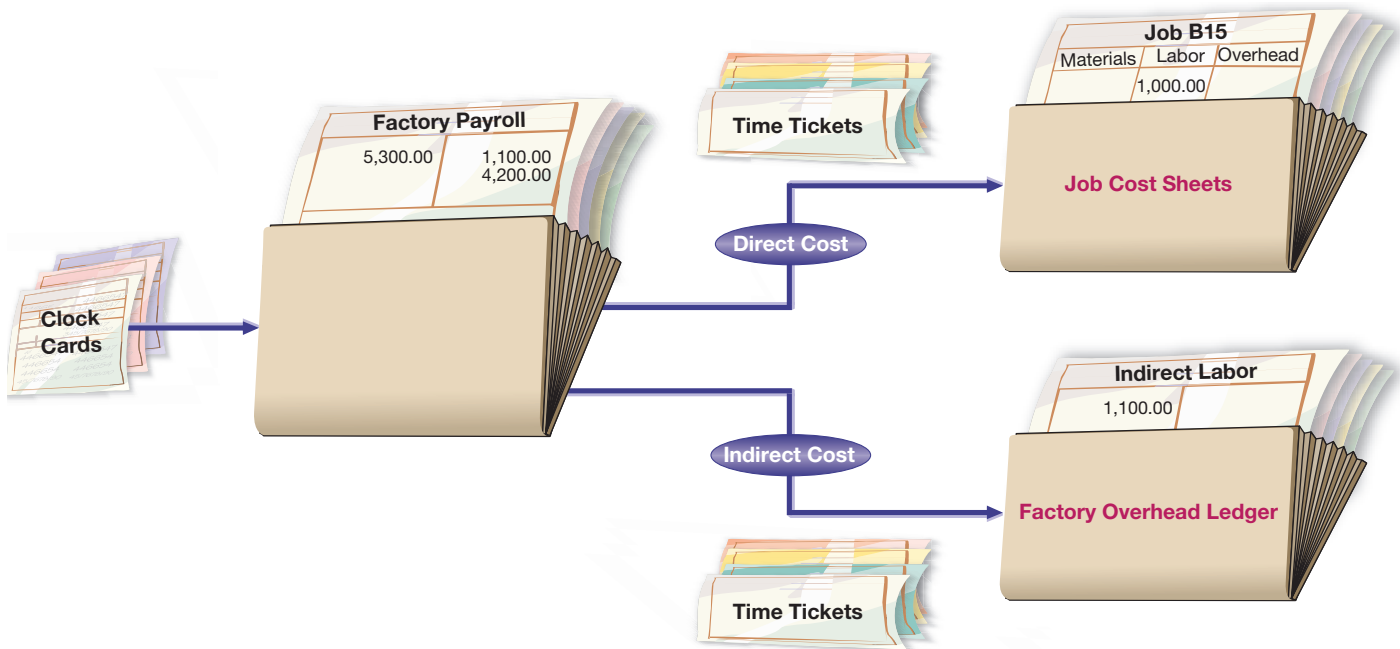 Clock
Cards
Factory Payroll
5,300.00 1,100.00
4,200.00
Time Tickets
Direct Cost
Job B15
Materials Labor Overhead
1,000.00
Job Cost Sheets
Indirect Cost
Time Tickets
Indirect Labor
1,100.00
Factory Overhead Ledger